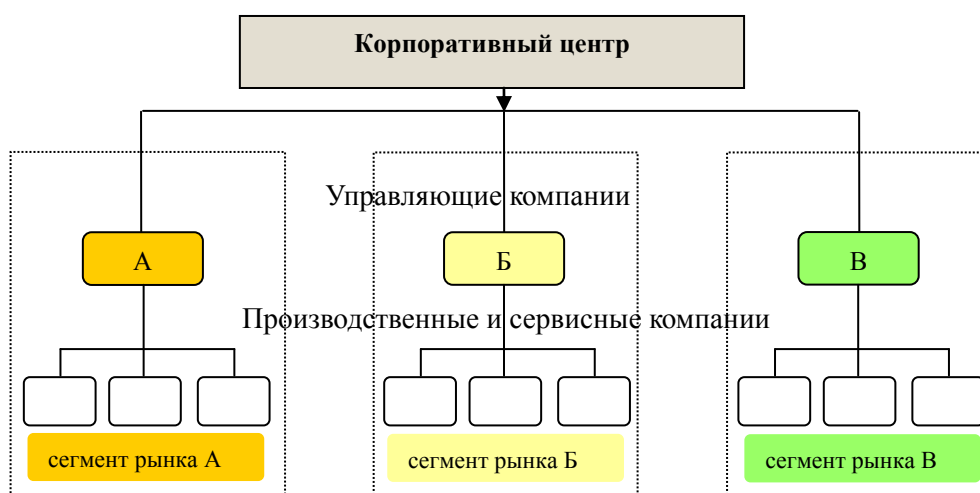 Корпоративный центр
Управляющие компании
А
Б
В
Производственные и сервисные компании
сегмент рынка А
сегмент рынка Б
сегмент рынка В